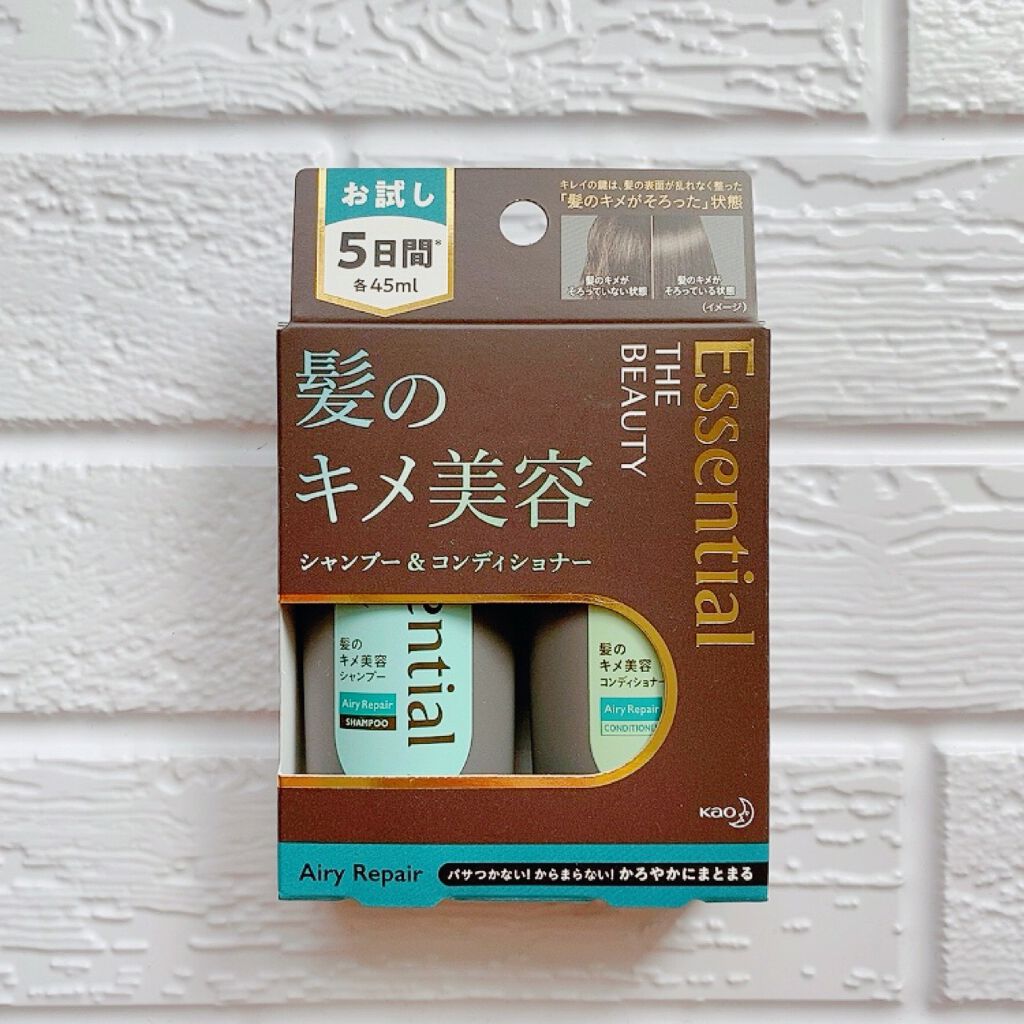 お試し
5日間*
各45ml
キレイの鍵は、髪の表面が乱れなく整った
「髪のキメがそろった」状態
髪のキメが
そろっていない状態
髪のキメが
そろっている状態
(イメージ)
髪の
キメ美容
シャンプー&コンディショナー
Essential
THE
BEAUTY
ential
髪の
キメ美容
シャンプー
Airy Repair
SHAMPOO
髪の
キメ美容
コンディショナー
Airy Repair
CONDITIONE
Kao
Airy Repair
パサつかない!からまらない!かろやかにまとまる